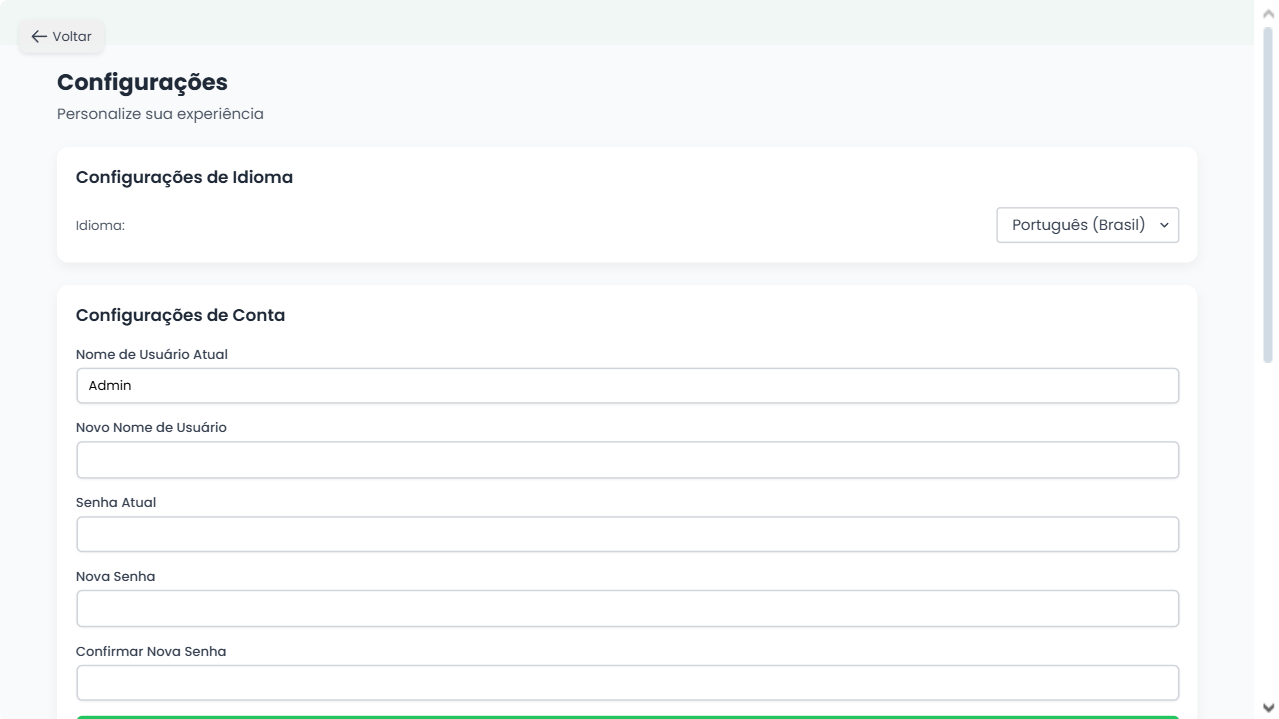 Voltar
Configurações
Personalize sua experiência
Configurações de Idioma
Idioma:
Português (Brasil)
Configurações de Conta
Nome de Usuário Atual
Admin
Novo Nome de Usuário
Senha Atual
Nova Senha
Confirmar Nova Senha